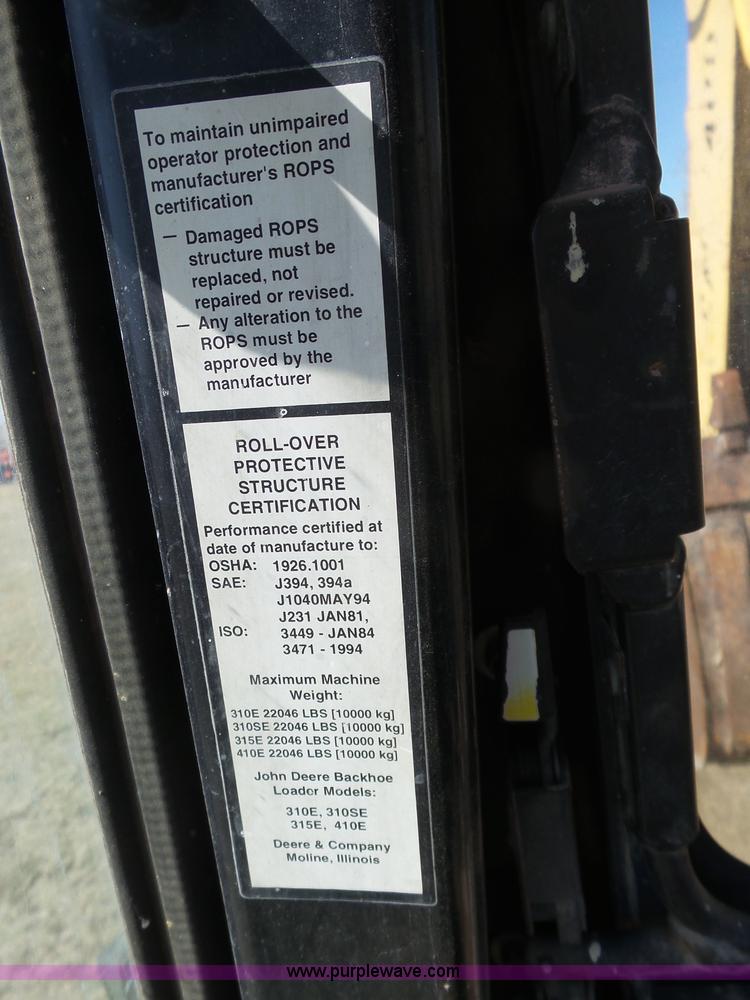 To maintain unimpaired
operator protection and
manufacturer's ROPS
certification
— Damaged ROPS
structure must be
replaced, not
repaired or revised.
— Any alteration to the
ROPS must be
approved by the
manufacturer
ROLL-OVER
PROTECTIVE
STRUCTURE
CERTIFICATION
Performance certified at
date of manufacture to:
OSHA: 1926.1001
SAE: J394, 394a
J1040MAY94
J231 JAN81,
ISO: 3449 - JAN84
3471 - 1994
Maximum Machine
Weight:
310E 22046 LBS [10000 kg]
310SE 22046 LBS [10000 kg]
315E 22046 LBS [10000 kg]
410E 22046 LBS [10000 kg]
John Deere Backhoe
Loader Models:
310E, 310SE
315E, 410E
Deere & Company
Moline, Illinois
www.purplewave.com